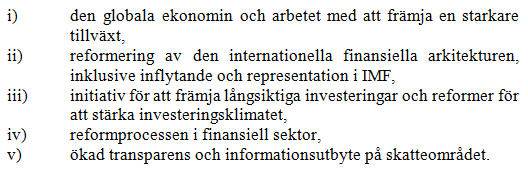 i) den globala ekonomin och arbetet med att främja en starkare
tillväxt,
ii) reformering av den internationella finansiella arkitekturen,
inklusive inflytande och representation i IMF,
iii) initiativ för att främja långsiktiga investeringar och reformer för
att stärka investeringsklimatet,
iv) reformprocessen i finansiell sektor,
v) ökad transparens och informationsutbyte på skatteområdet.